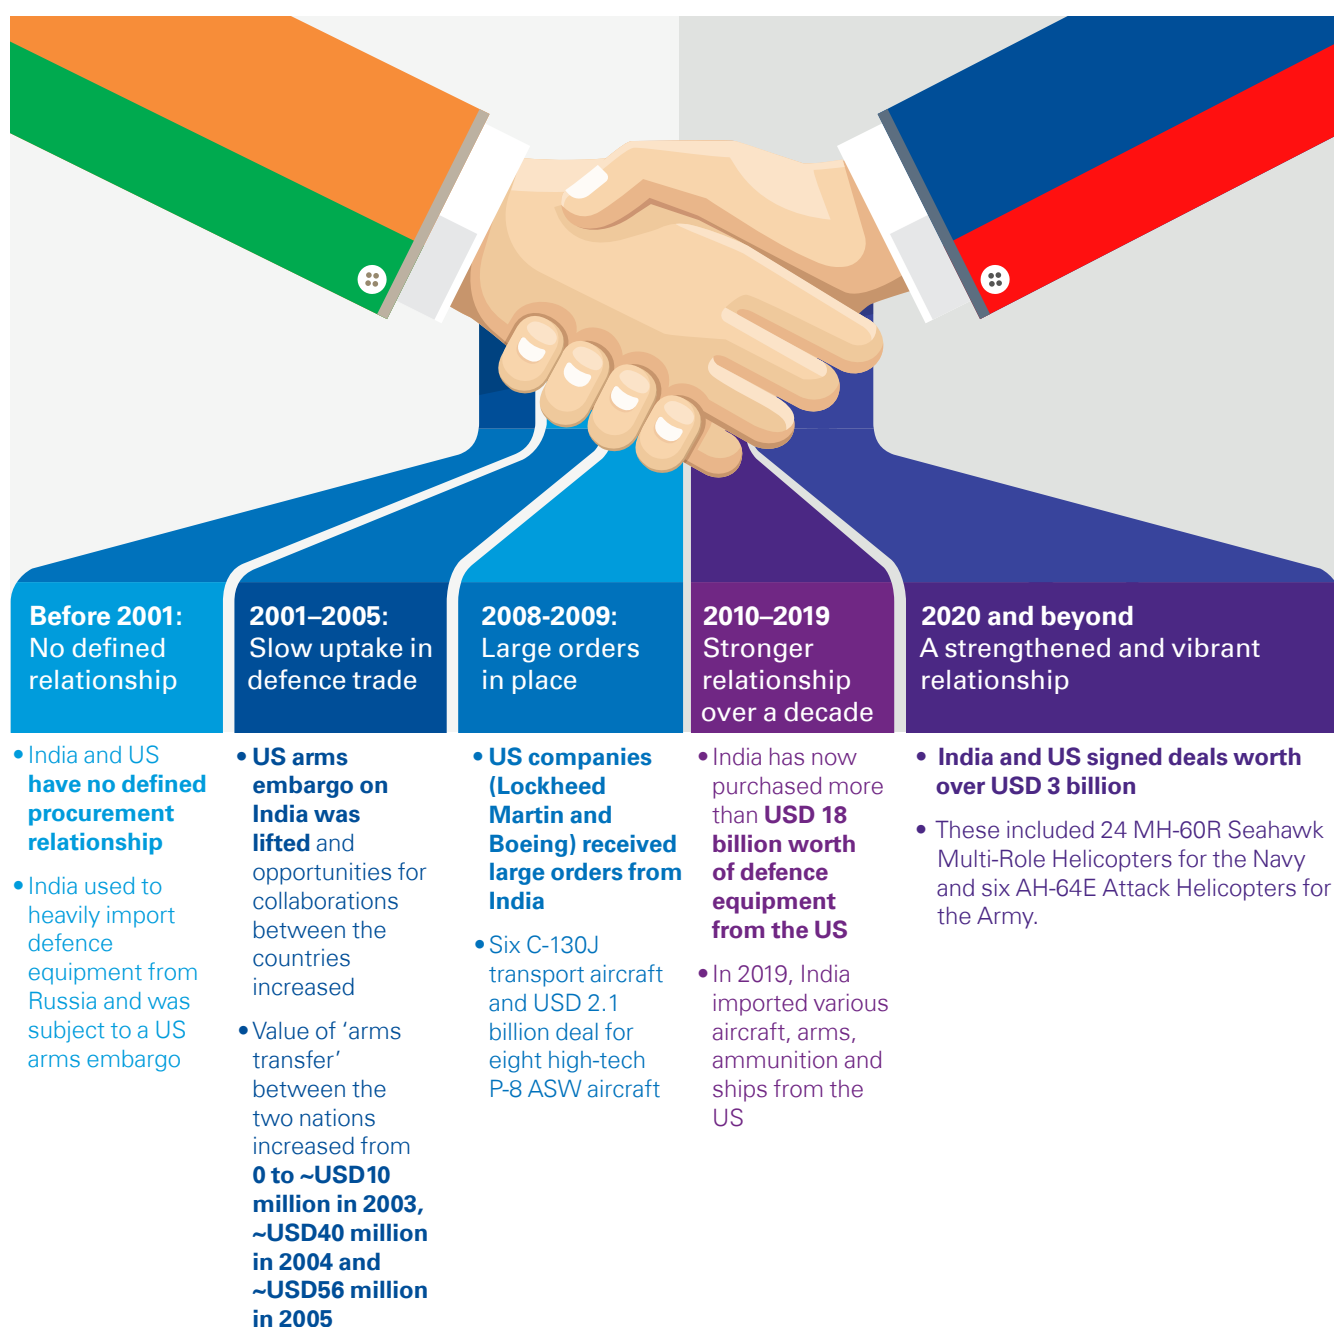 Before 2001:
No defined
relationship
• India and US
have no defined
procurement
relationship
• India used to
heavily import
defence
equipment from
Russia and was
subject to a US
arms embargo
2001–2005:
Slow uptake in
defence trade
• US arms
embargo on
India was
lifted and
opportunities for
collaborations
between the
countries
increased
• Value of ‘arms
transfer’
between the
two nations
increased from
0 to ~USD10
million in 2003,
~USD40 million
in 2004 and
~USD56 million
in 2005
2008-2009:
Large orders
in place
• US companies
(Lockheed
Martin and
Boeing) received
large orders from
India
• Six C-130J
transport aircraft
and USD 2.1
billion deal for
eight high-tech
P-8 ASW aircraft
2010–2019
Stronger
relationship
over a decade
• India has now
purchased more
than USD 18
billion worth
of defence
equipment
from the US
• In 2019, India
imported various
aircraft, arms,
ammunition and
ships from the
US
2020 and beyond
A strengthened and vibrant
relationship
• India and US signed deals worth
over USD 3 billion
• These included 24 MH-60R Seahawk
Multi-Role Helicopters for the Navy
and six AH-64E Attack Helicopters for
the Army.